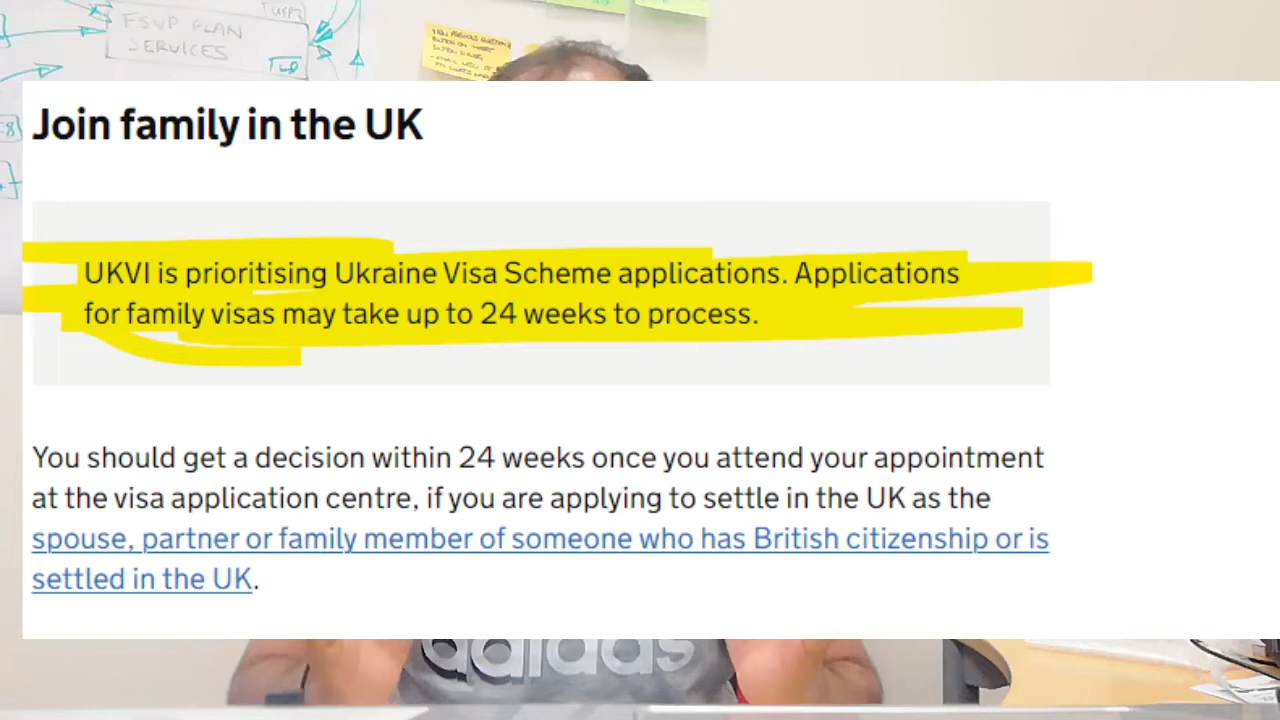 FSVP PLAN
SERVICES
Join family in the UK
UKVI is prioritising Ukraine Visa Scheme applications. Applications
for family visas may take up to 24 weeks to process.
You should get a decision within 24 weeks once you attend your appointment
at the visa application centre, if you are applying to settle in the UK as the
spouse, partner or family member of someone who has British citizenship or is
settled in the UK.
adidas